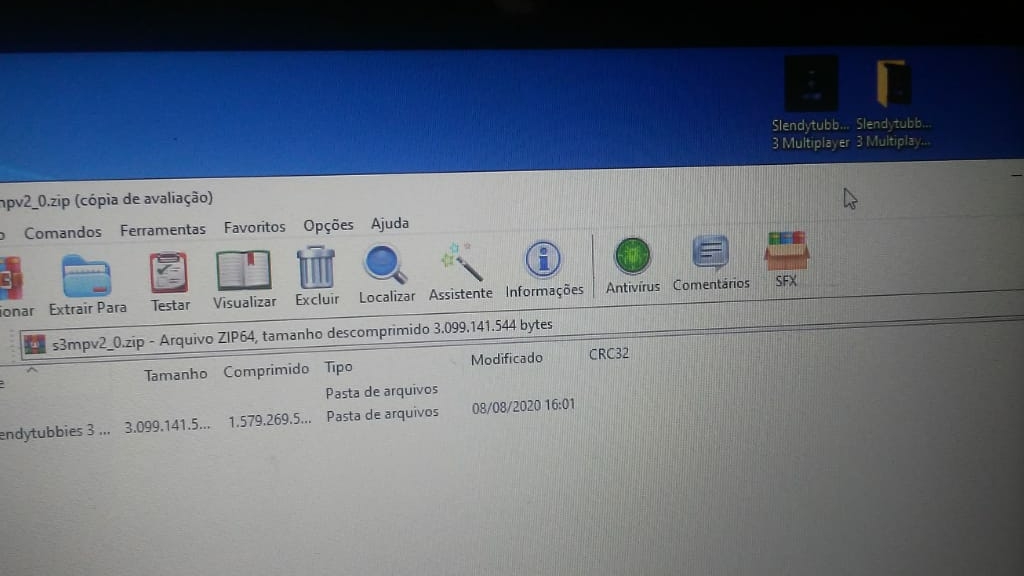 Slendytubb... Slendytubb...
3 Multiplayer 3 Multiplay...
mpv2_0.zip (cópia de avaliação)
Comandos Ferramentas Favoritos Opções Ajuda
ionar Extrair Para Testar Visualizar Excluir Localizar Assistente Informações Antivírus Comentários SFX
s3mpv2_0.zip - Arquivo ZIP64, tamanho descomprimido 3.099.141.544 bytes
e Tamanho Comprimido Tipo Modificado CRC32
Pasta de arquivos
endytubbies 3 ... 3.099.141.5... 1.579.269.5... Pasta de arquivos 08/08/2020 16:01